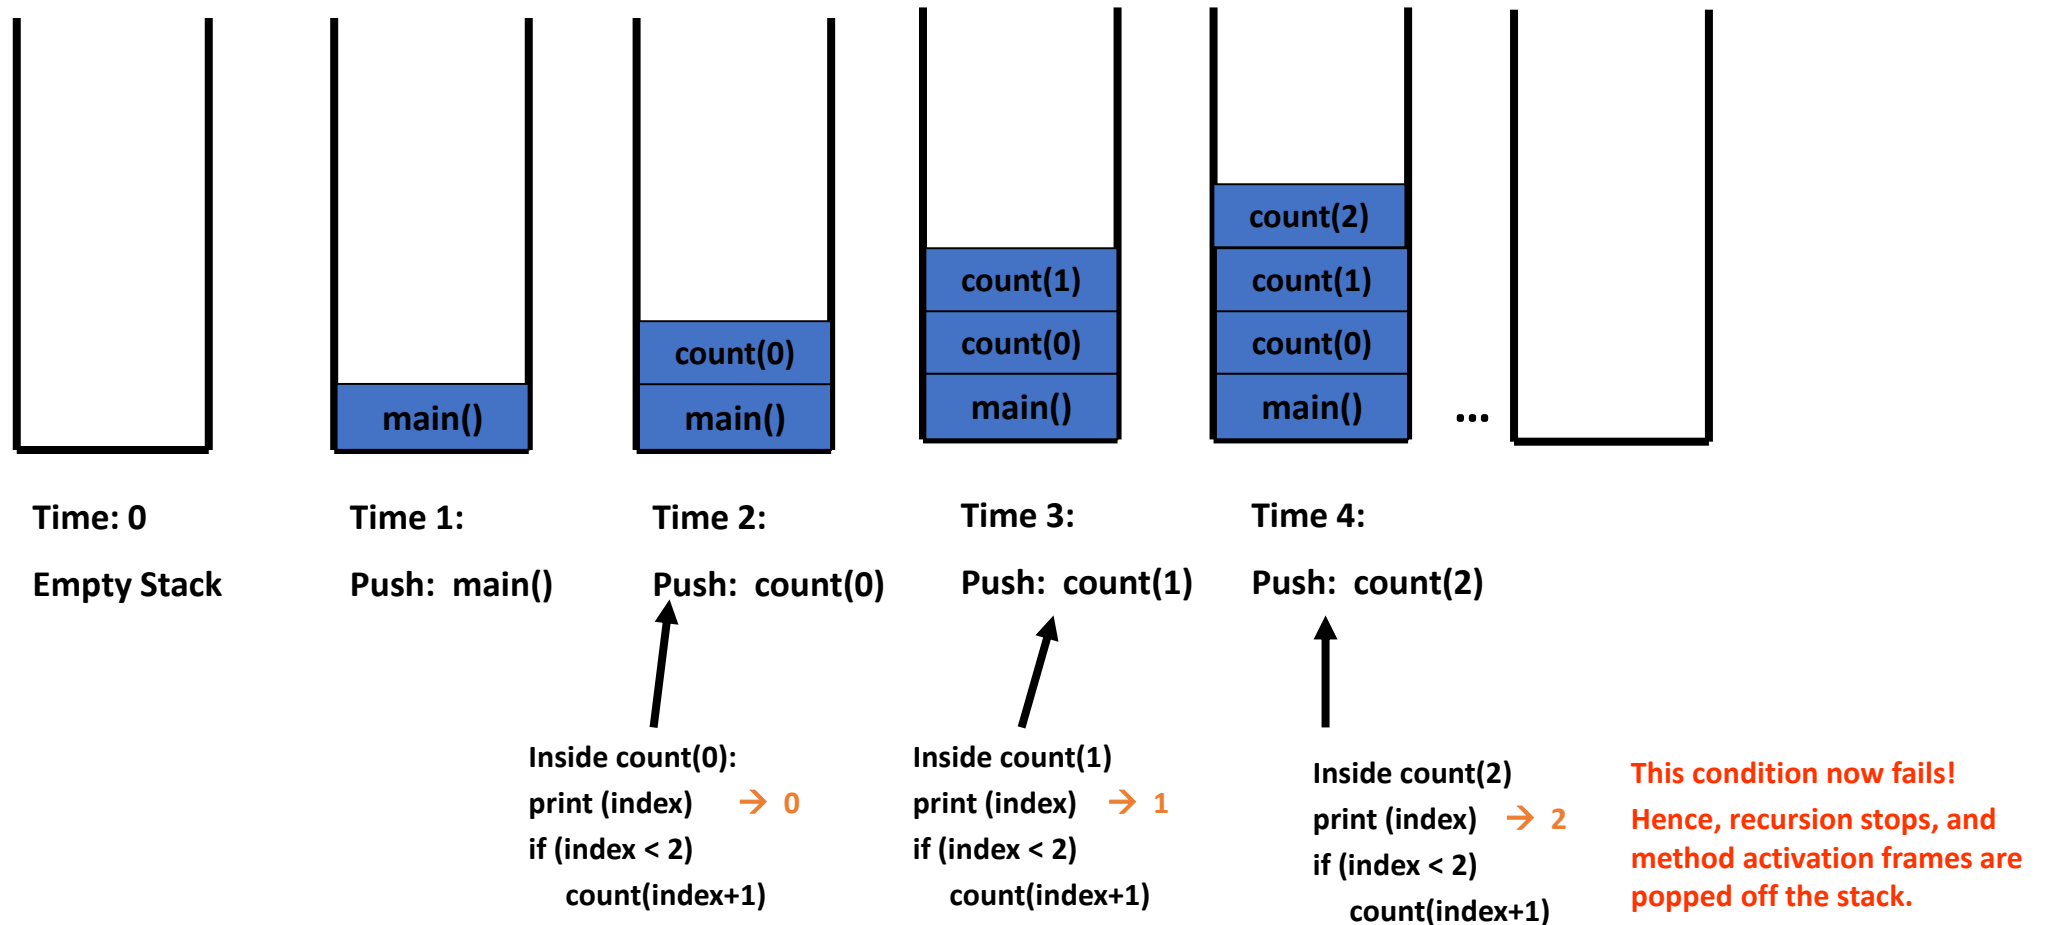 main()
count(0)
main()
count(1)
count(0)
main()
count(2)
count(1)
count(0)
main()
...
Time: 0
Empty Stack
Time 1:
Push: main()
Time 2:
Push: count(0)
Time 3:
Push: count(1)
Time 4:
Push: count(2)
Inside count(0):
print (index) → 0
if (index < 2)
count(index+1)
Inside count(1)
print (index) → 1
if (index < 2)
count(index+1)
Inside count(2)
print (index) → 2
if (index < 2)
count(index+1)
This condition now fails!
Hence, recursion stops, and
method activation frames are
popped off the stack.